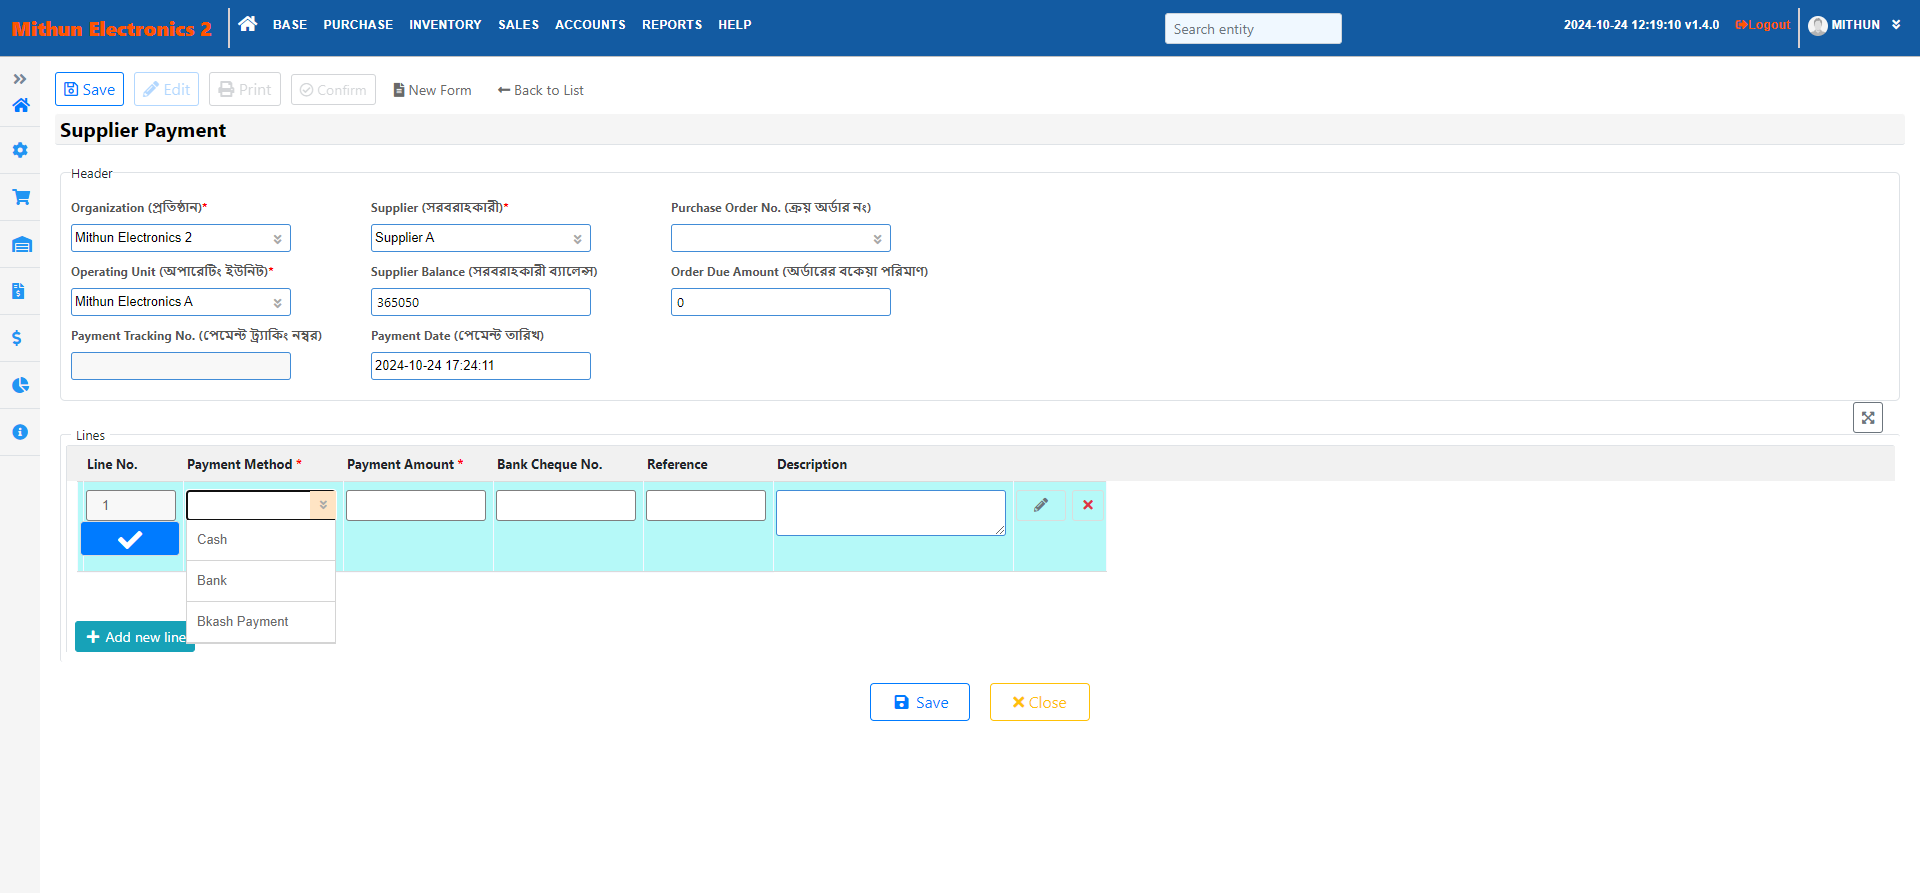 Mithun Electronics 2
BASE PURCHASE INVENTORY SALES ACCOUNTS REPORTS HELP
Search entity
2024-10-24 12:19:10 v1.4.0 Logout MITHUN
Save Edit Print Confirm New Form Back to List
Supplier Payment
Header
Organization (প্রতিষ্ঠান)* Supplier (সরবরাহকারী)* Purchase Order No. (ক্রয় অর্ডার নং)
Mithun Electronics 2 Supplier A
Operating Unit (অপারেটিং ইউনিট)* Supplier Balance (সরবরাহকারী ব্যালেন্স) Order Due Amount (অর্ডারের বকেয়া পরিমাণ)
Mithun Electronics A 365050 0
Payment Tracking No. (পেমেন্ট ট্র্যাকিং নম্বর) Payment Date (পেমেন্ট তারিখ)
2024-10-24 17:24:11
Lines
Line No. Payment Method * Payment Amount * Bank Cheque No. Reference Description
1
Cash
Bank
Bkash Payment
Add new line
Save Close